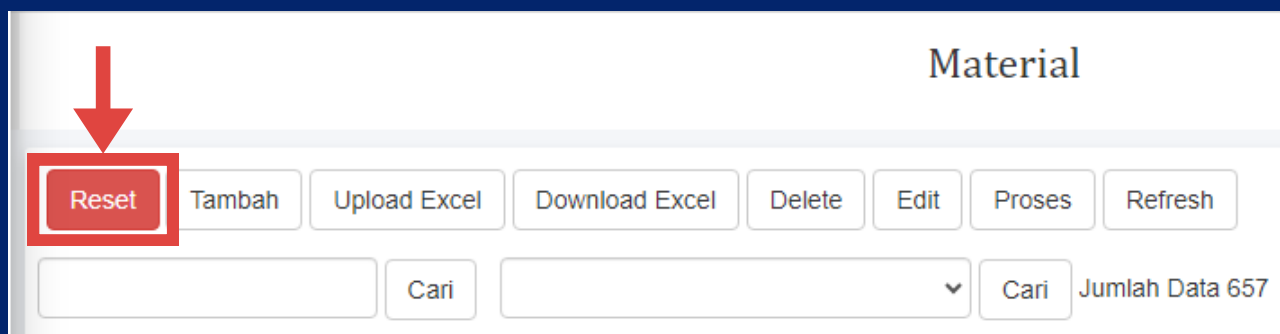 Material
Reset Tambah Upload Excel Download Excel Delete Edit Proses Refresh
Cari Cari Jumlah Data 657